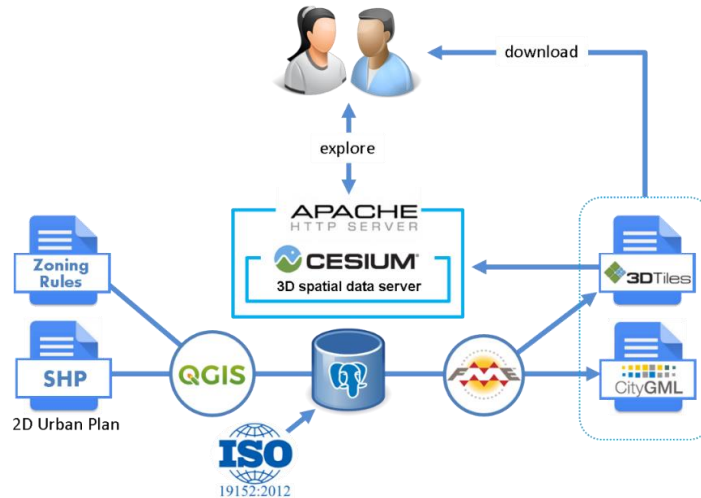 download
explore
APACHE
HTTP SERVER
CESIUM
3D spatial data server
Zoning
Rules
3DTiles
SHP
QGIS
FME
CityGML
2D Urban Plan
ISO
19152:2012